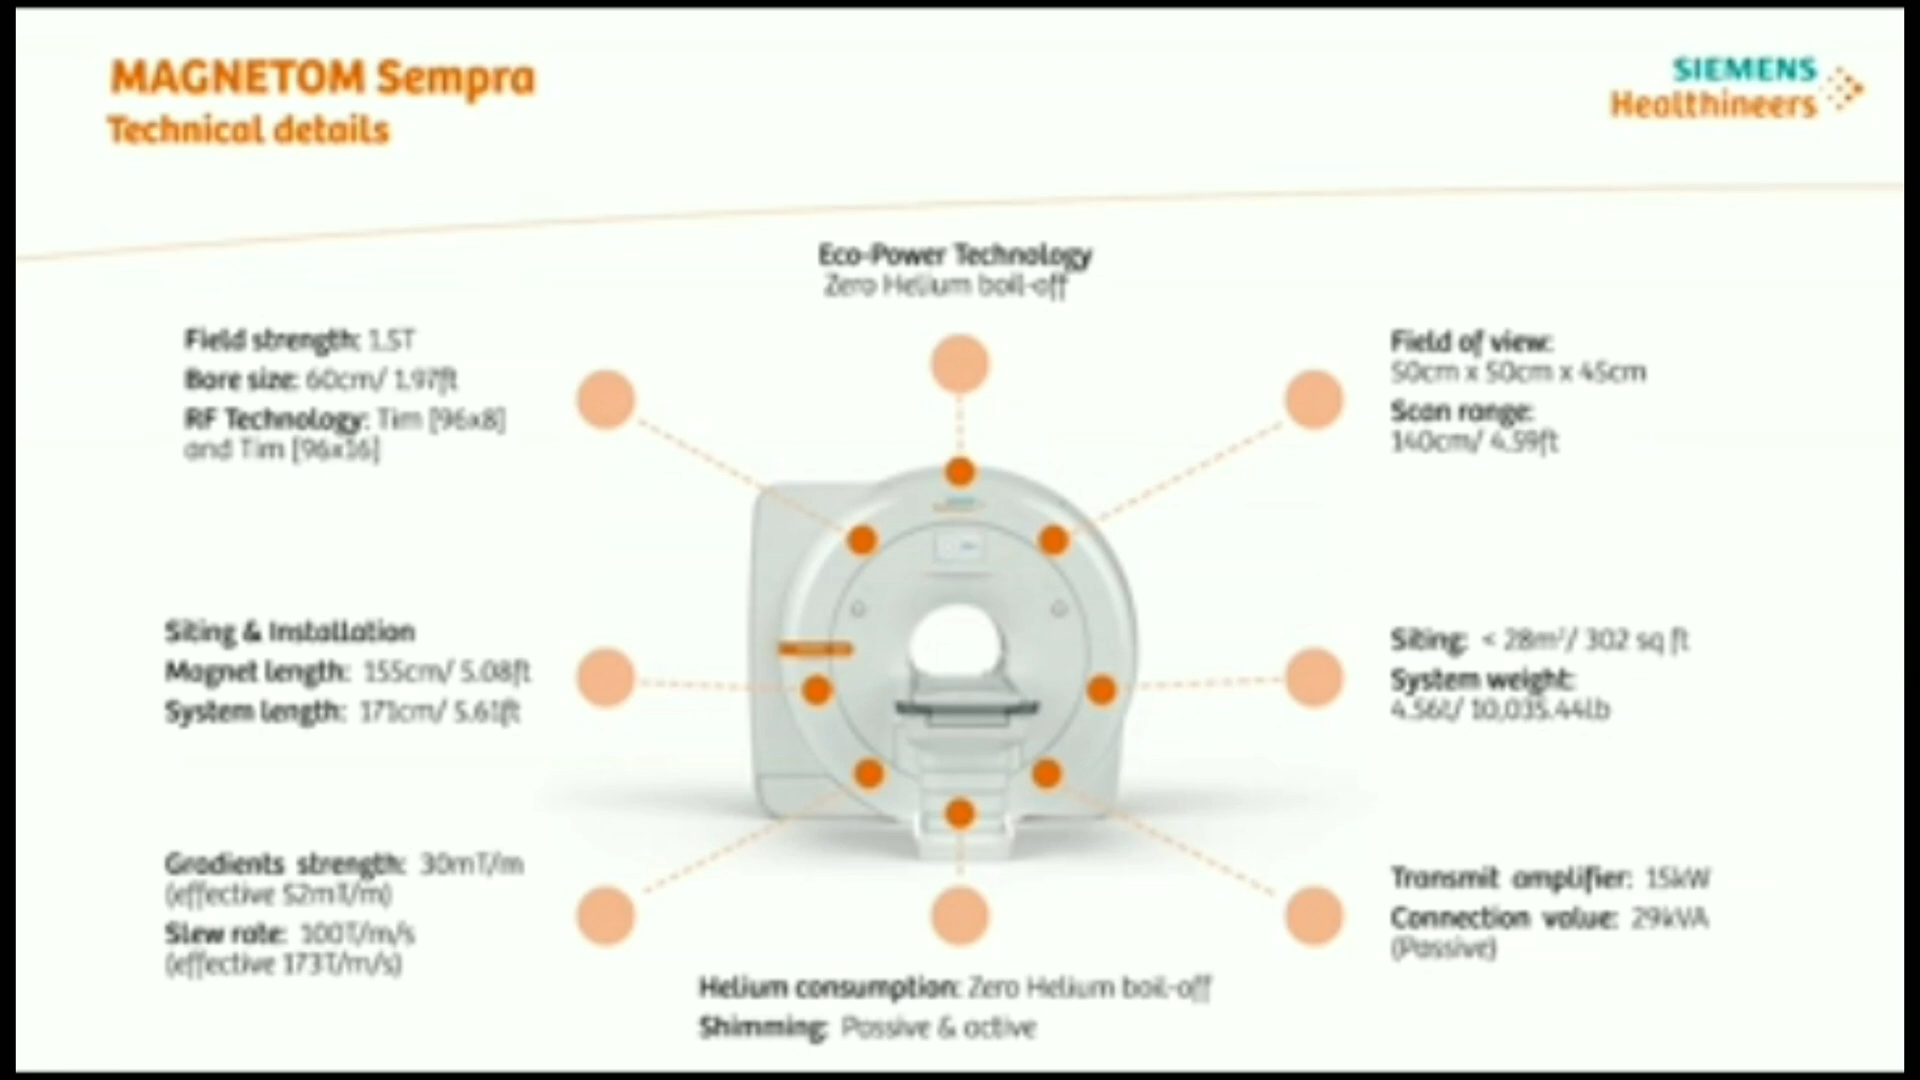 MAGNETOM Sempra
Technical details
SIEMENS
Healthineers
Eco-Power Technology
Zero Helium boil-off
Field strength: 1.5T
Bore size: 60cm/ 1.97ft
RF Technology: Tim [96x8]
and Tim [96x16]
Field of view:
50cm x 50cm x 45cm
Scan range:
140cm/ 4.59ft
Siting & Installation
Magnet length: 155cm/ 5.08ft
System length: 171cm/ 5.61ft
Siting: < 28m²/ 302 sq ft
System weight:
4.56t/ 10,035.44lb
Gradients strength: 30mT/m
(effective 52mT/m)
Slew rate: 100T/m/s
(effective 173T/m/s)
Transmit amplifier: 15kW
Connection value: 29kVA
(Passive)
Helium consumption: Zero Helium boil-off
Shimming: Passive & active